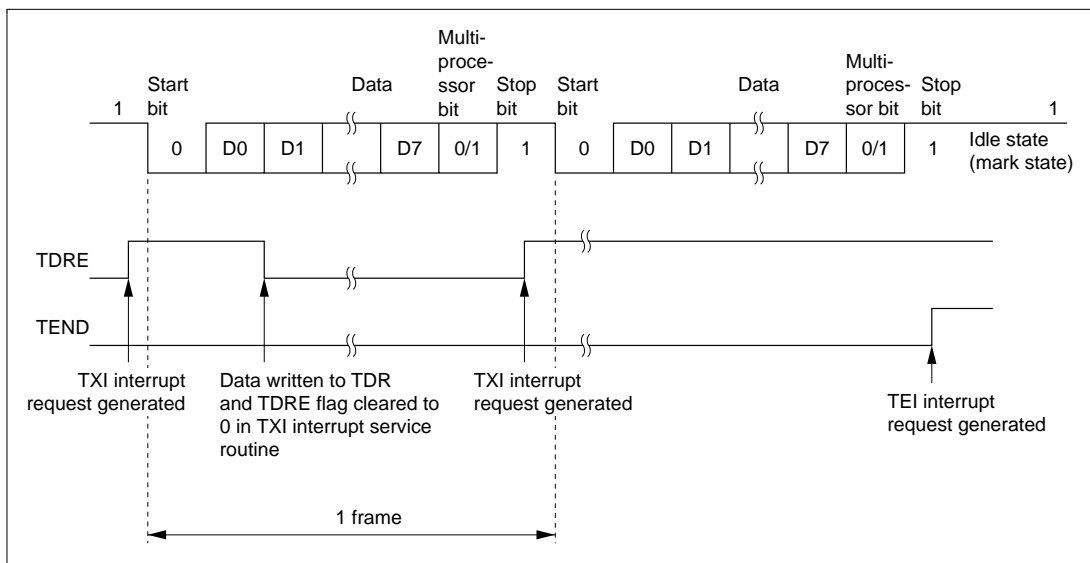 Multi-
proce-
ssor
bit
Start
bit
Data
Stop
bit
Start
bit
Data
Multi-
proces-
sor bit
Stop
bit
1
1
0 D0 D1 D7 0/1 1 0 D0 D1 D7 0/1 1
Idle state
(mark state)
TDRE
TEND
TXI interrupt
request generated
Data written to TDR
and TDRE flag cleared to
0 in TXI interrupt service
routine
TXI interrupt
request generated
TEI interrupt
request generated
1 frame